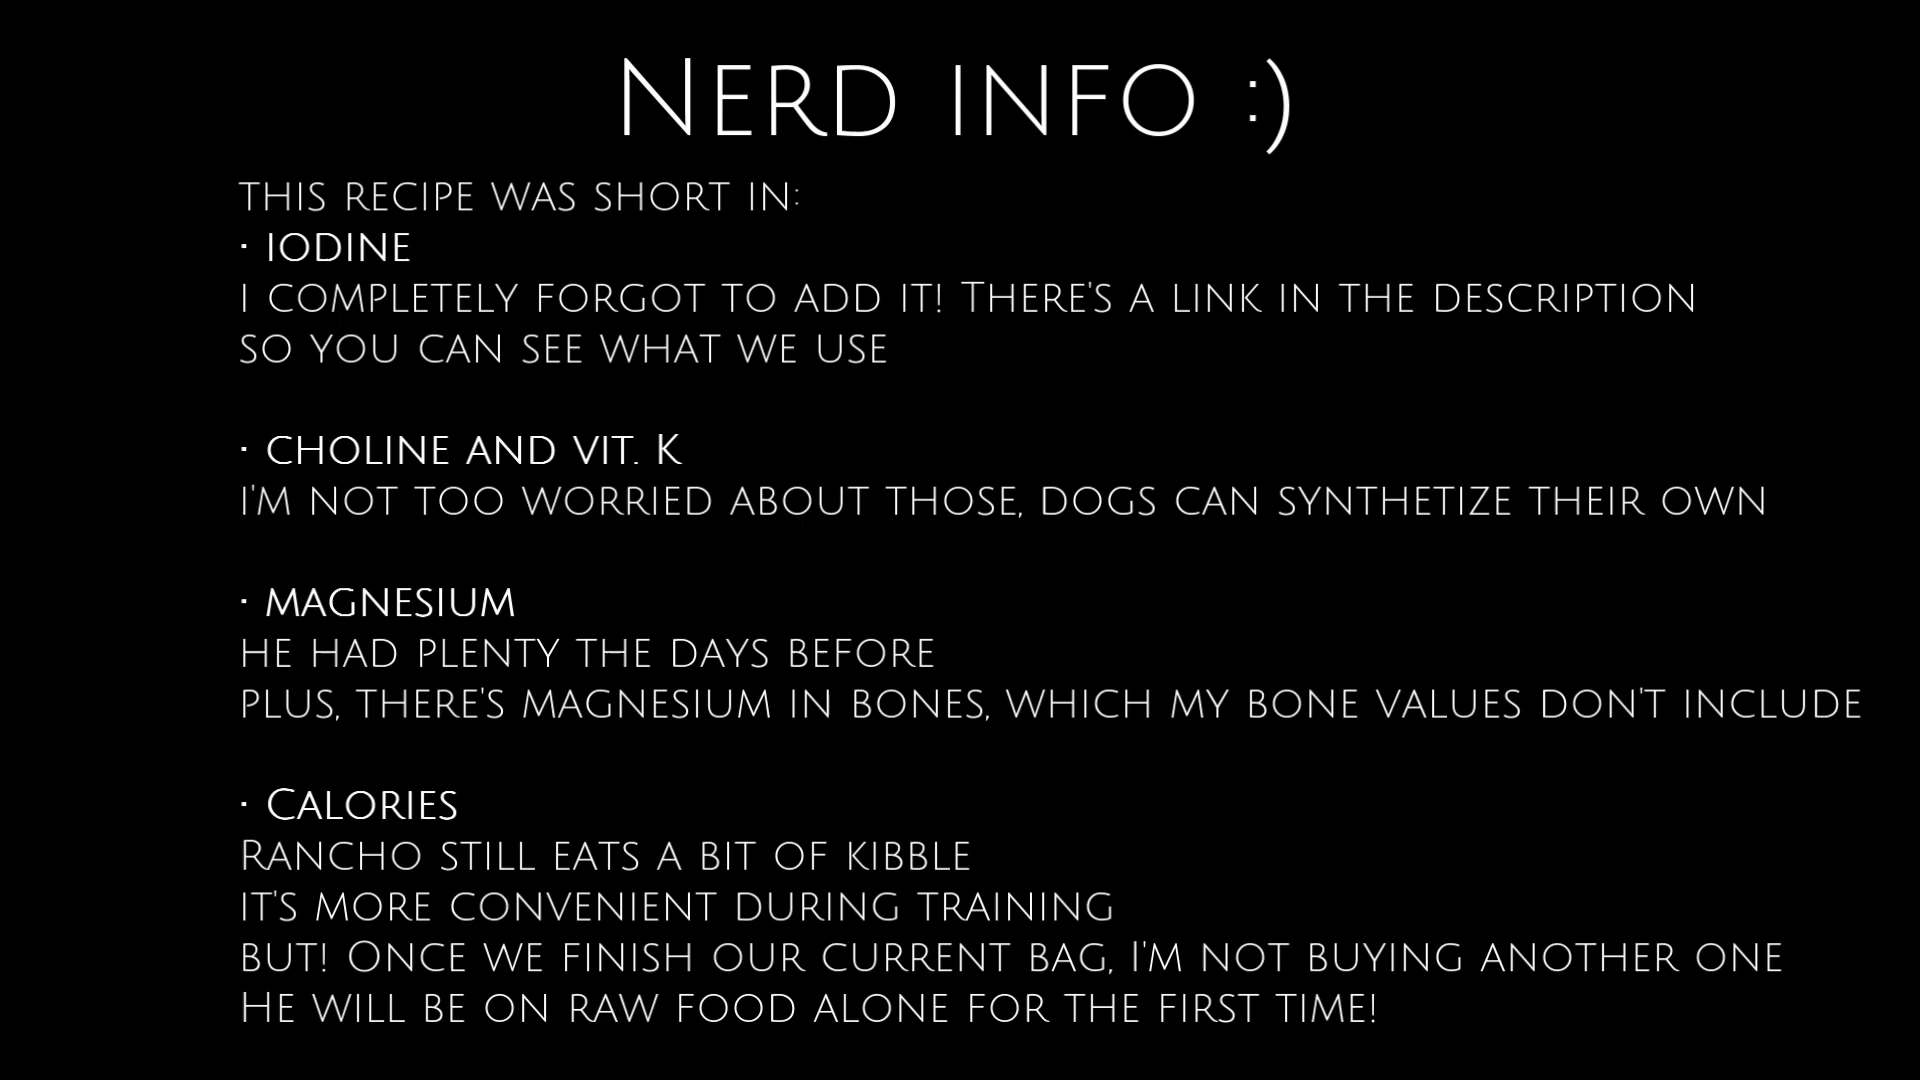 Nerd info :)
this recipe was short in:
· iodine
I completely forgot to add it! There's a link in the description
so you can see what we use
· choline and vit. K
I'm not too worried about those, dogs can synthetize their own
· magnesium
he had plenty the days before
plus, there's magnesium in bones, which my bone values don't include
· Calories
Rancho still eats a bit of kibble
it's more convenient during training
but! Once we finish our current bag, I'm not buying another one
He will be on raw food alone for the first time!